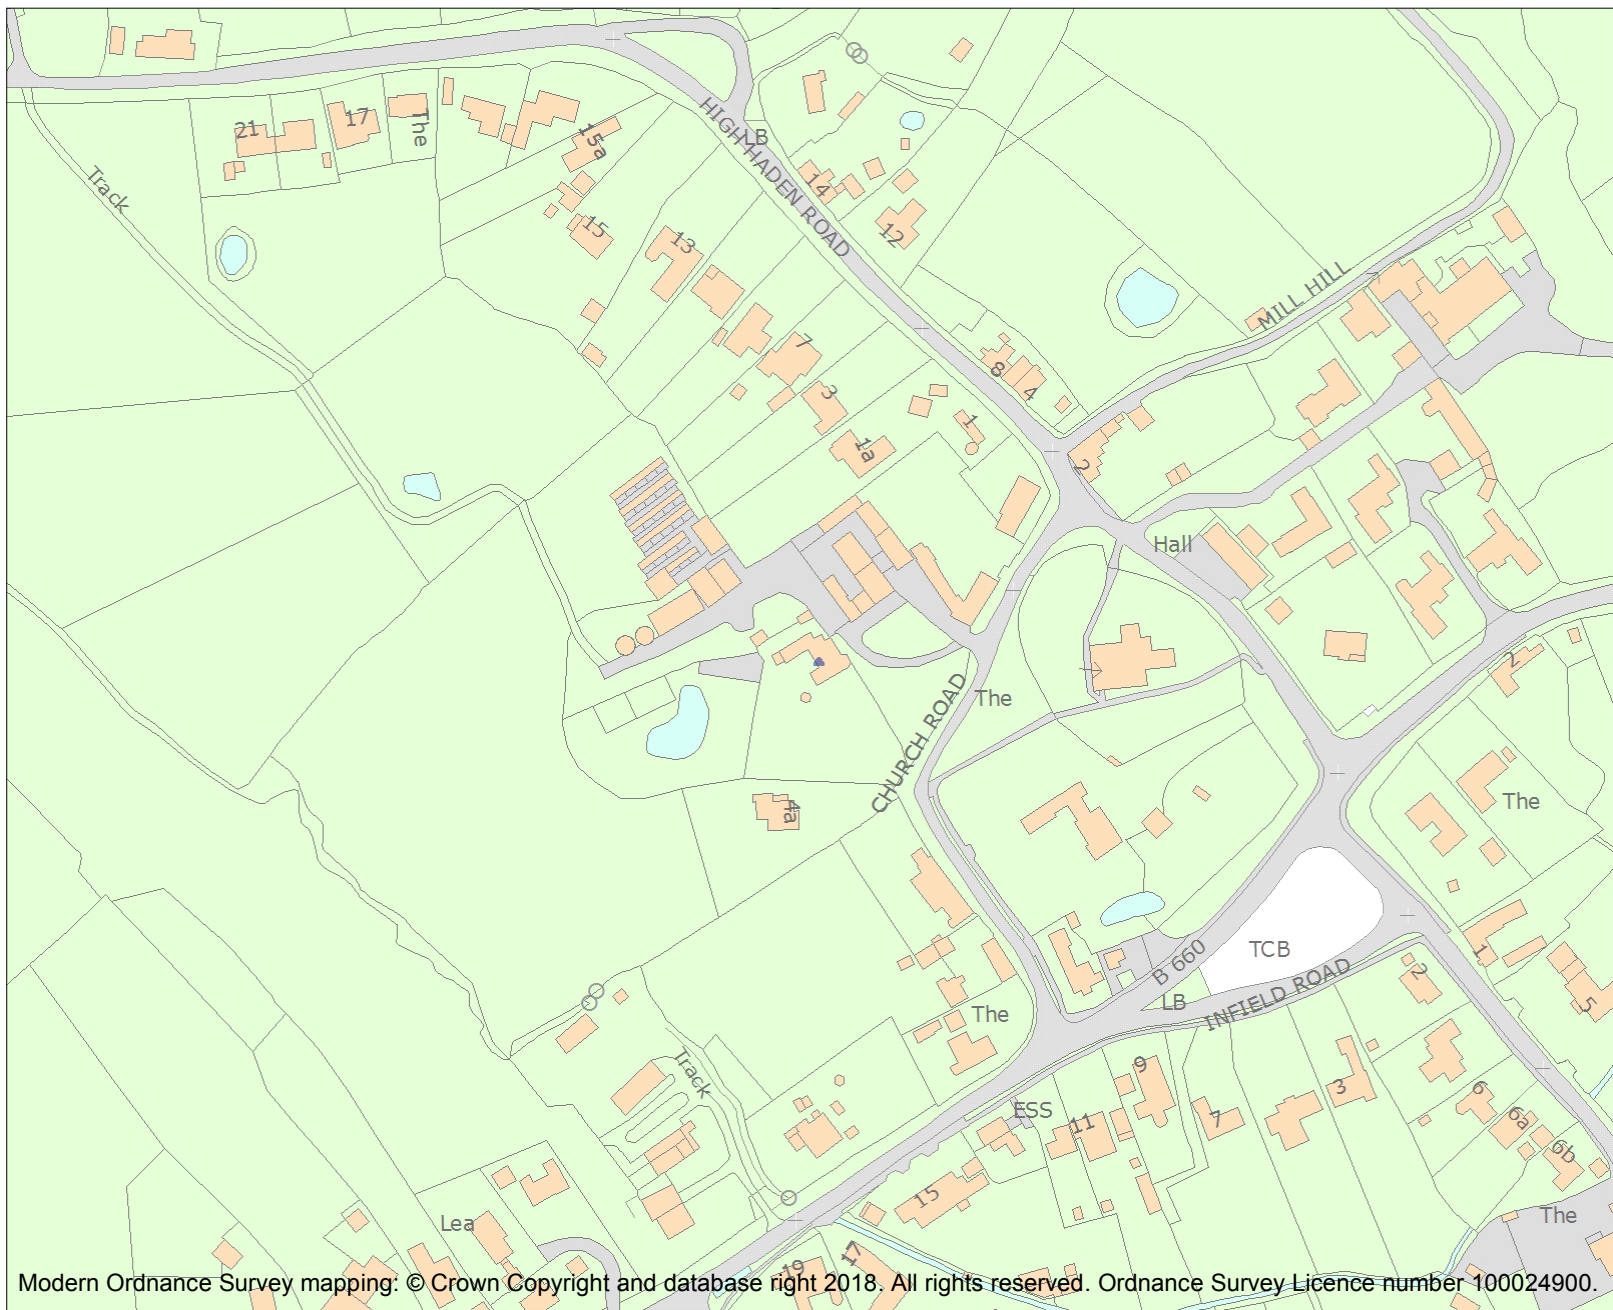 21
17
The
15a
LB
HIGH HADEN ROAD
14
12
Track
15
13
MILL HILL
7
3
8
4
1
1a
2
Hall
2
CHURCH ROAD
The
The
4a
TCB
B 660
LB
INFIELD ROAD
1
2
5
The
Track
9
ESS
11
7
3
6
6a
6b
15
Lea
The
17
19
Modern Ordnance Survey mapping: © Crown Copyright and database right 2018. All rights reserved. Ordnance Survey Licence number 100024900.